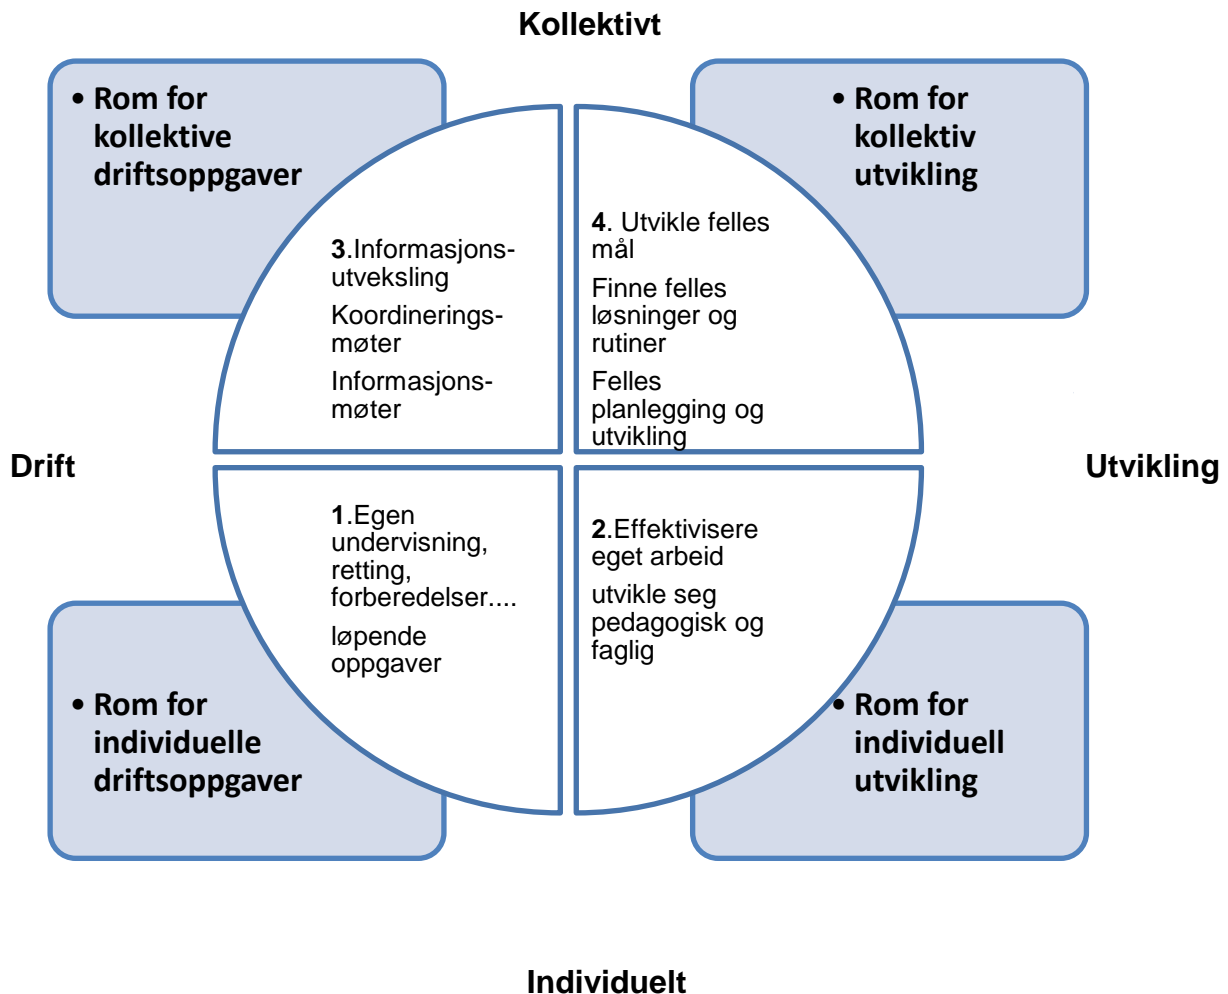 Kollektivt
• Rom for
kollektive
driftsoppgaver
• Rom for
kollektiv
utvikling
3.Informasjons-
utveksling
Koordinerings-
møter
Informasjons-
møter
4. Utvikle felles
mål
Finne felles
løsninger og
rutiner
Felles
planlegging og
utvikling
Drift
Utvikling
1.Egen
undervisning,
retting,
forberedelser....
løpende
oppgaver
2.Effektivisere
eget arbeid
utvikle seg
pedagogisk og
faglig
• Rom for
individuelle
driftsoppgaver
• Rom for
individuell
utvikling
Individuelt